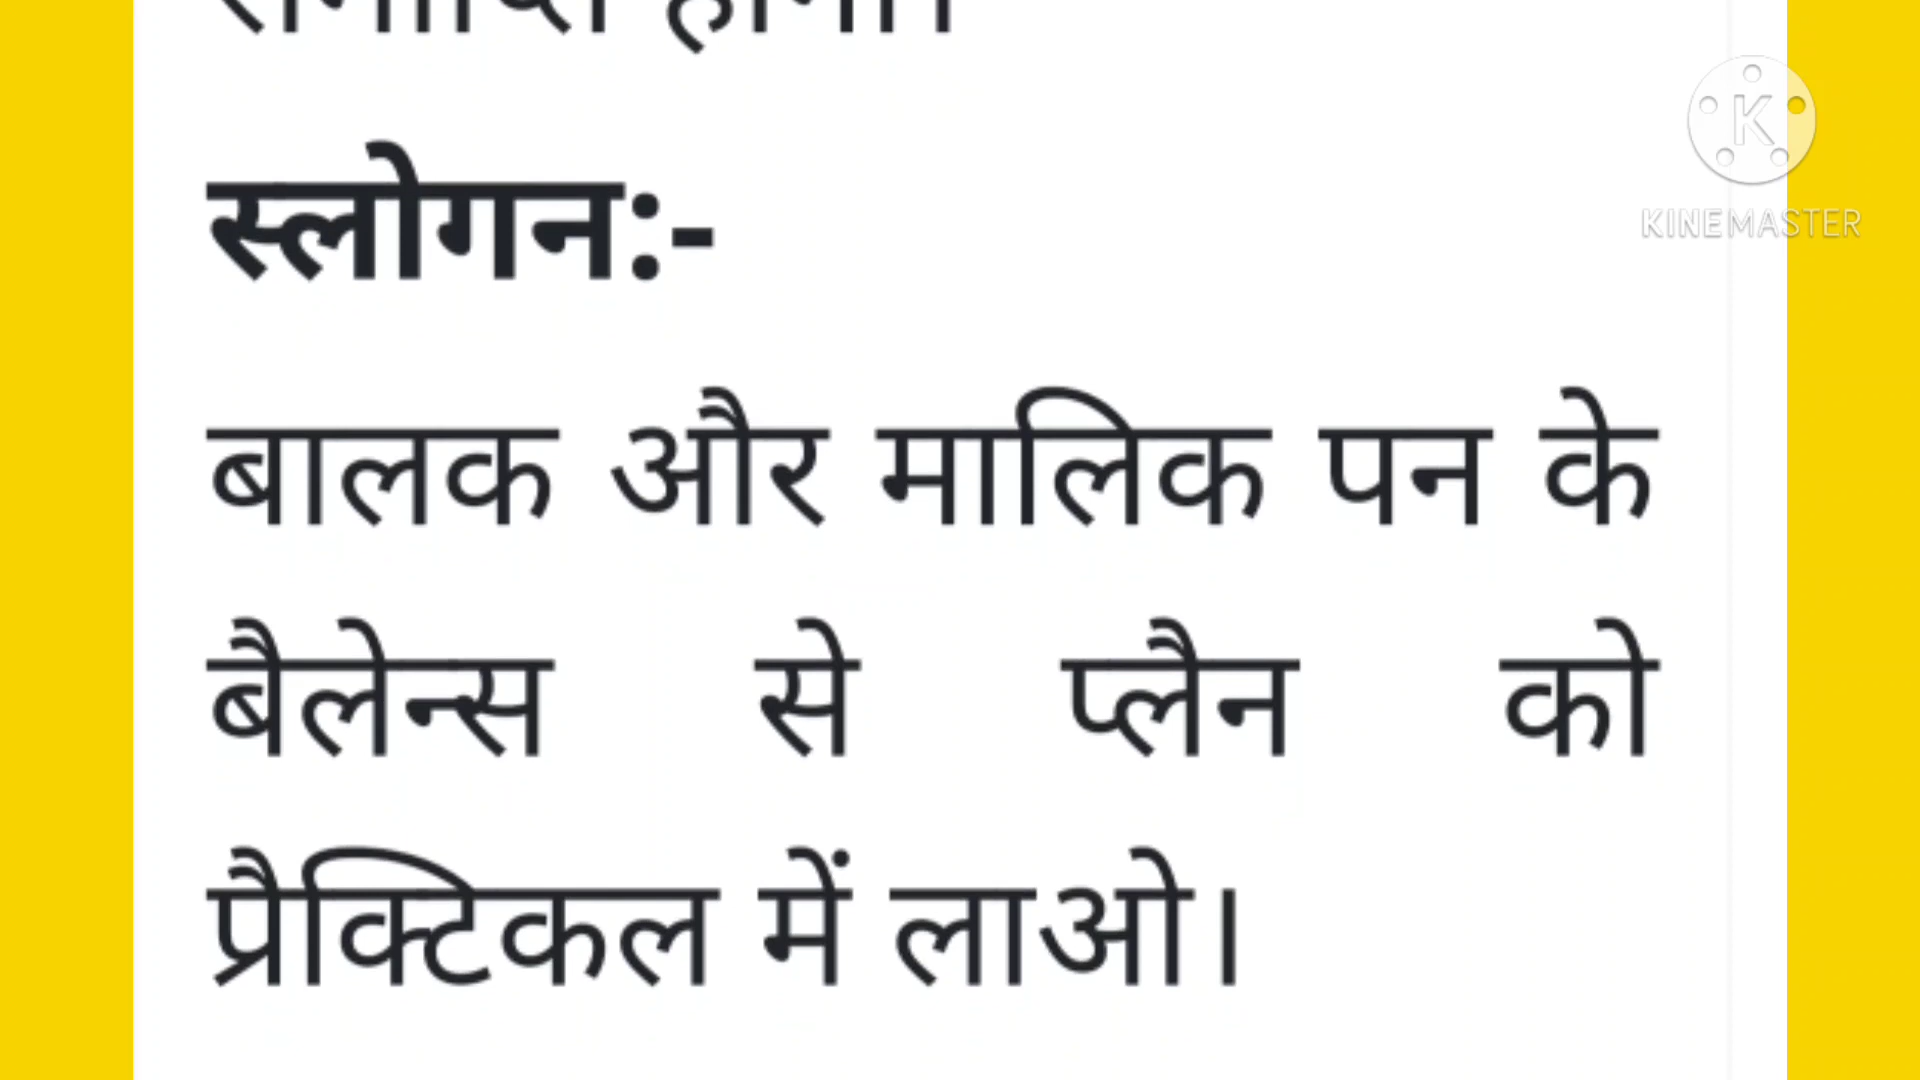 स्लोगन:-
बालक और मालिक पन के
बैलेन्स से प्लैन को
प्रैक्टिकल में लाओ।
KINEMASTER